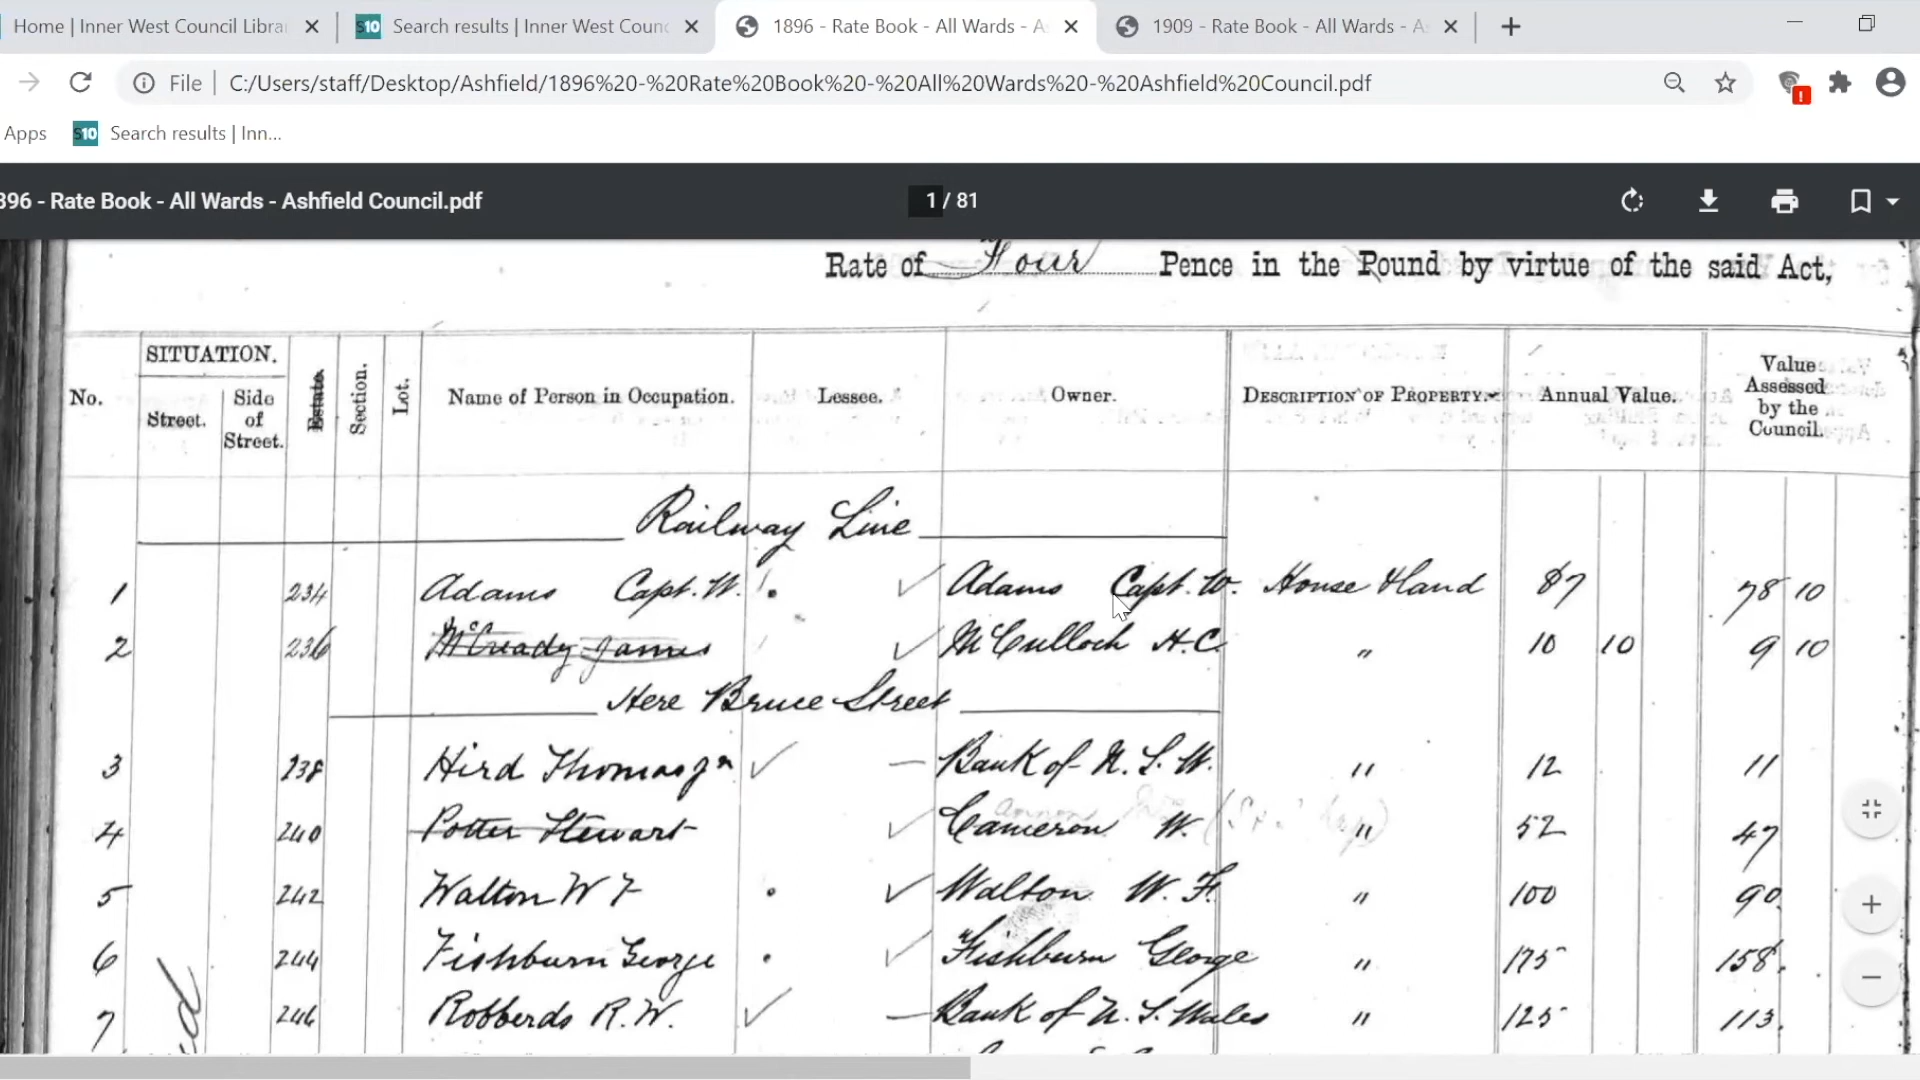 Home | Inner West Council Libra
Search results | Inner West Counc
1896 - Rate Book - All Wards - As
1909 - Rate Book - All Wards - As
File | C:/Users/staff/Desktop/Ashfield/1896%20-%20Rate%20Book%20-%20All%20Wards%20-%20Ashfield%20Council.pdf
Apps S10 Search results | Inn...
896 - Rate Book - All Wards - Ashfield Council.pdf 1 / 81
Rate of Four Pence in the Pound by virtue of the said Act,
No. SITUATION. Street. Side of Street. Estate. Section. Lot. Name of Person in Occupation. Lessee. Owner. DESCRIPTION OF PROPERTY. Annual Value. Value Assessed by the Council.
Railway Line
1 234 Adams Capt. W. Adams Capt. W. House & land 87 78 10
2 236 McCready James McCulloch H.C. " 10 10 9 10
Here Bruce Street
3 238 Hird Thomas Jn Bank of N.S.W. " 12 11
4 240 Potter Stewart Cameron W. " 52 47
5 242 Walton W F Walton W. F. " 100 90
6 244 Fishburn George Fishburn George " 175 158
7 246 Robberds R.W. Bank of N.S. Wales " 125 113